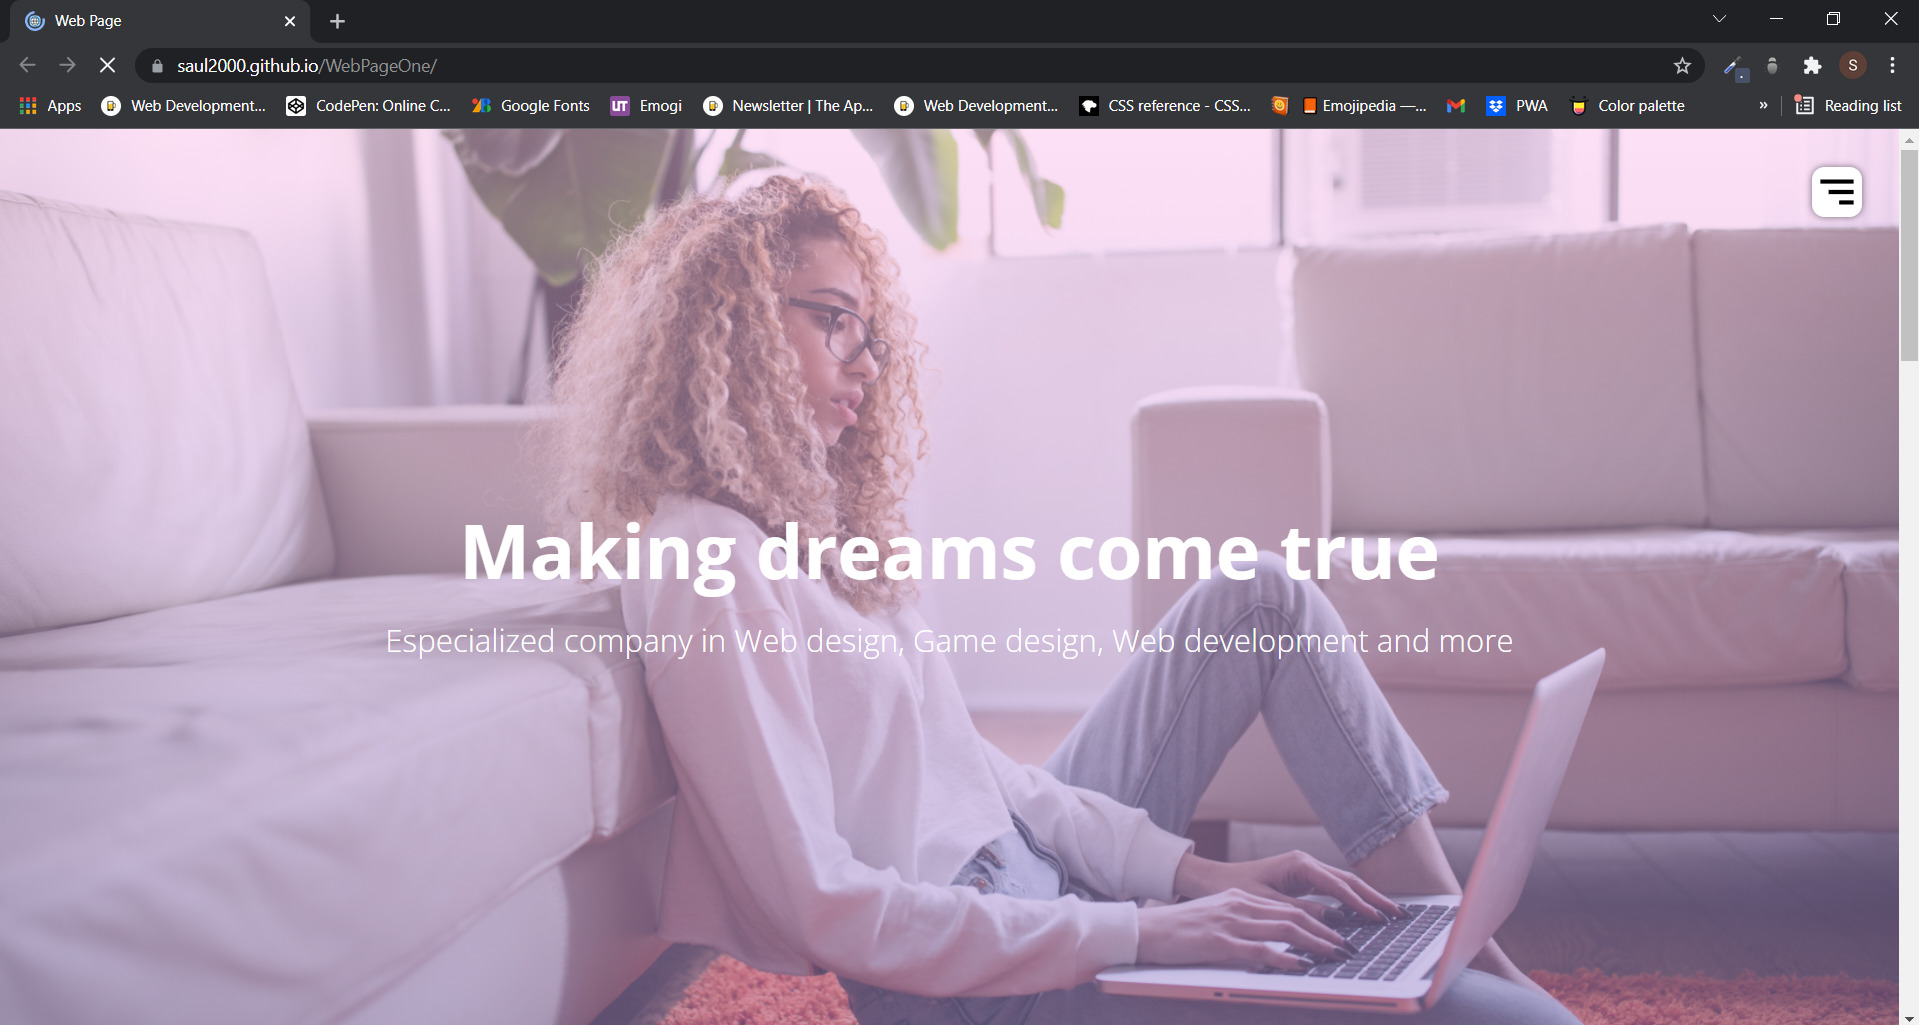 Web Page
saul2000.github.io/WebPageOne/
S
Apps
Web Development...
CodePen: Online C...
Google Fonts
UT
Emogi
Newsletter | The Ap...
Web Development...
CSS reference - CSS...
Emojipedia —...
PWA
Color palette
»
Reading list
Making dreams come true
Especialized company in Web design, Game design, Web development and more